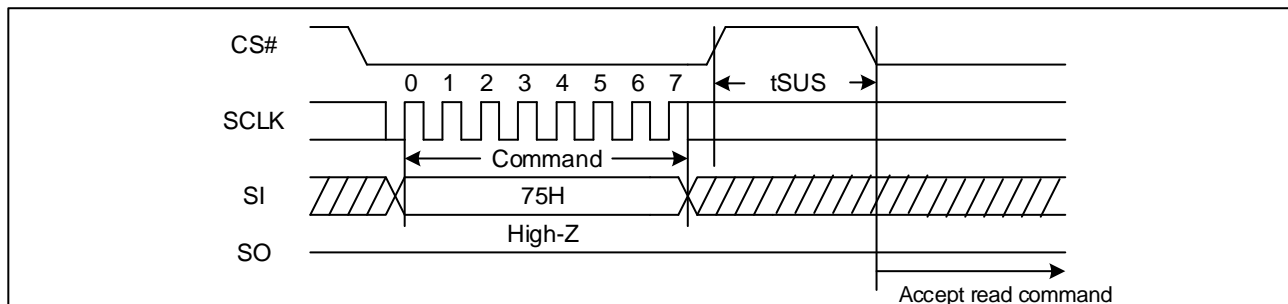 CS#
0 1 2 3 4 5 6 7
tSUS
SCLK
Command
SI
75H
High-Z
SO
Accept read command